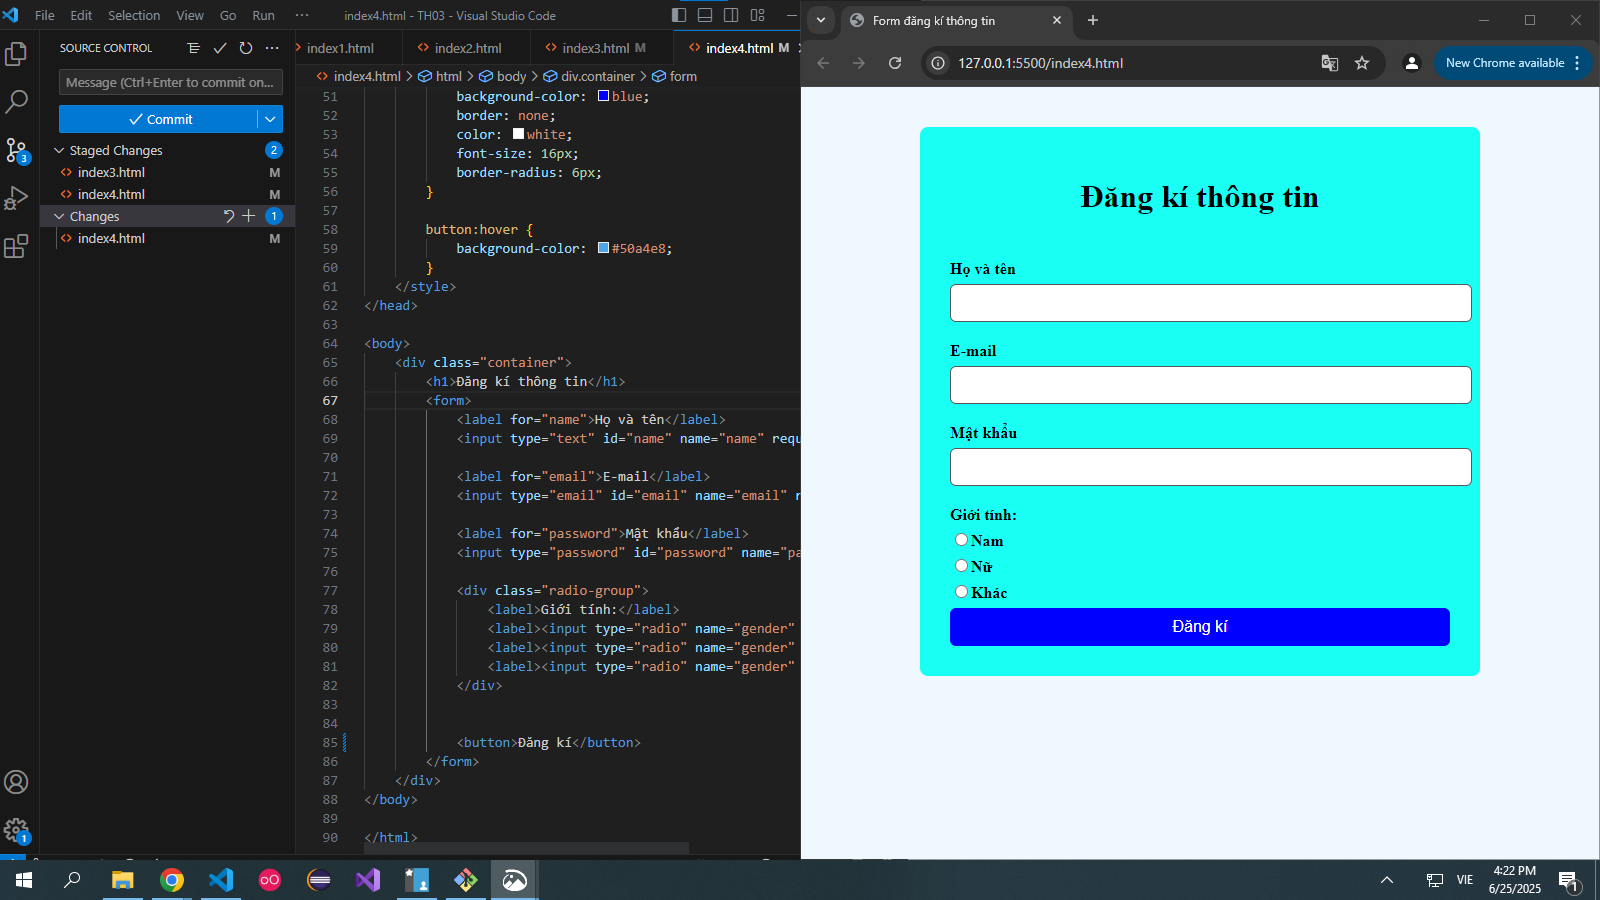 File Edit Selection View Go Run ··· index4.html - TH03 - Visual Studio Code
SOURCE CONTROL
Message (Ctrl+Enter to commit on...
Commit
Staged Changes 2
index3.html M
index4.html M
Changes 1
index4.html M
3
1
index1.html index2.html index3.html M index4.html M
index4.html > html > body > div.container > form
51 background-color: blue;
52 border: none;
53 color: white;
54 font-size: 16px;
55 border-radius: 6px;
56 }
57
58 button:hover {
59 background-color: #50a4e8;
60 }
61 </style>
62 </head>
63
64 <body>
65 <div class="container">
66 <h1>Đăng kí thông tin</h1>
67 <form>
68 <label for="name">Họ và tên</label>
69 <input type="text" id="name" name="name" requ
70
71 <label for="email">E-mail</label>
72 <input type="email" id="email" name="email" r
73
74 <label for="password">Mật khẩu</label>
75 <input type="password" id="password" name="pa
76
77 <div class="radio-group">
78 <label>Giới tính:</label>
79 <label><input type="radio" name="gender"
80 <label><input type="radio" name="gender"
81 <label><input type="radio" name="gender"
82 </div>
83
84
85 <button>Đăng kí</button>
86 </form>
87 </div>
88 </body>
89
90 </html>
Form đăng kí thông tin
127.0.0.1:5500/index4.html
New Chrome available
Đăng kí thông tin
Họ và tên
E-mail
Mật khẩu
Giới tính:
Nam
Nữ
Khác
Đăng kí
VIE
4:22 PM
6/25/2025
1